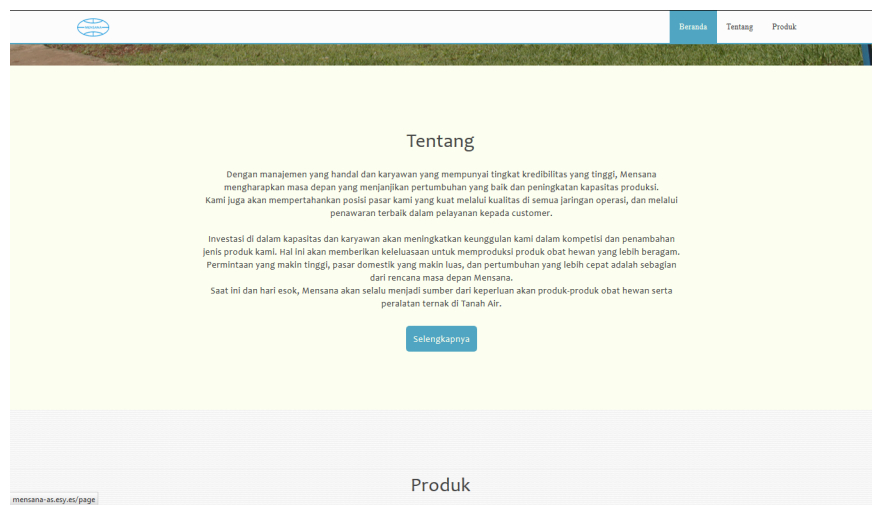 Beranda Tentang Produk
Tentang
Dengan manajemen yang handal dan karyawan yang mempunyai tingkat kredibilitas yang tinggi, Mensana
mengharapkan masa depan yang menjanjikan pertumbuhan yang baik dan peningkatan kapasitas produksi.
Kami juga akan mempertahankan posisi pasar kami yang kuat melalui kualitas di semua jaringan operasi, dan melalui
penawaran terbaik dalam pelayanan kepada customer.
Investasi di dalam kapasitas dan karyawan akan meningkatkan keunggulan kami dalam kompetisi dan penambahan
jenis produk kami. Hal ini akan memberikan keleluasaan untuk memproduksi produk obat hewan yang lebih beragam.
Permintaan yang makin tinggi, pasar domestik yang makin luas, dan pertumbuhan yang lebih cepat adalah sebagian
dari rencana masa depan Mensana.
Saat ini dan hari esok, Mensana akan selalu menjadi sumber dari keperluan akan produk-produk obat hewan serta
peralatan ternak di Tanah Air.
Selengkapnya
Produk
mensana-as.esy.es/page